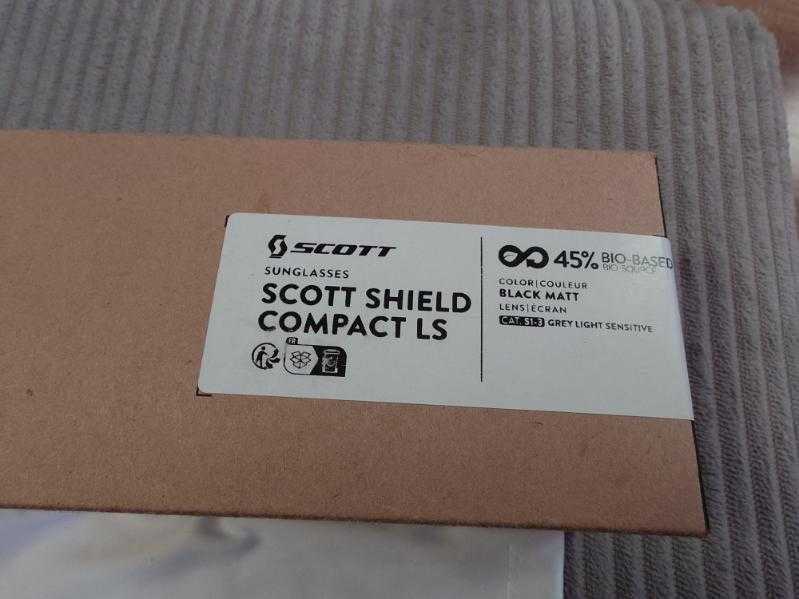 SCOTT
SUNGLASSES
SCOTT SHIELD
COMPACT LS
FR
45% BIO-BASED
BIO-SOURCÉ
COLOR|COULEUR
BLACK MATT
LENS|ÉCRAN
CAT. S1-3 GREY LIGHT SENSITIVE